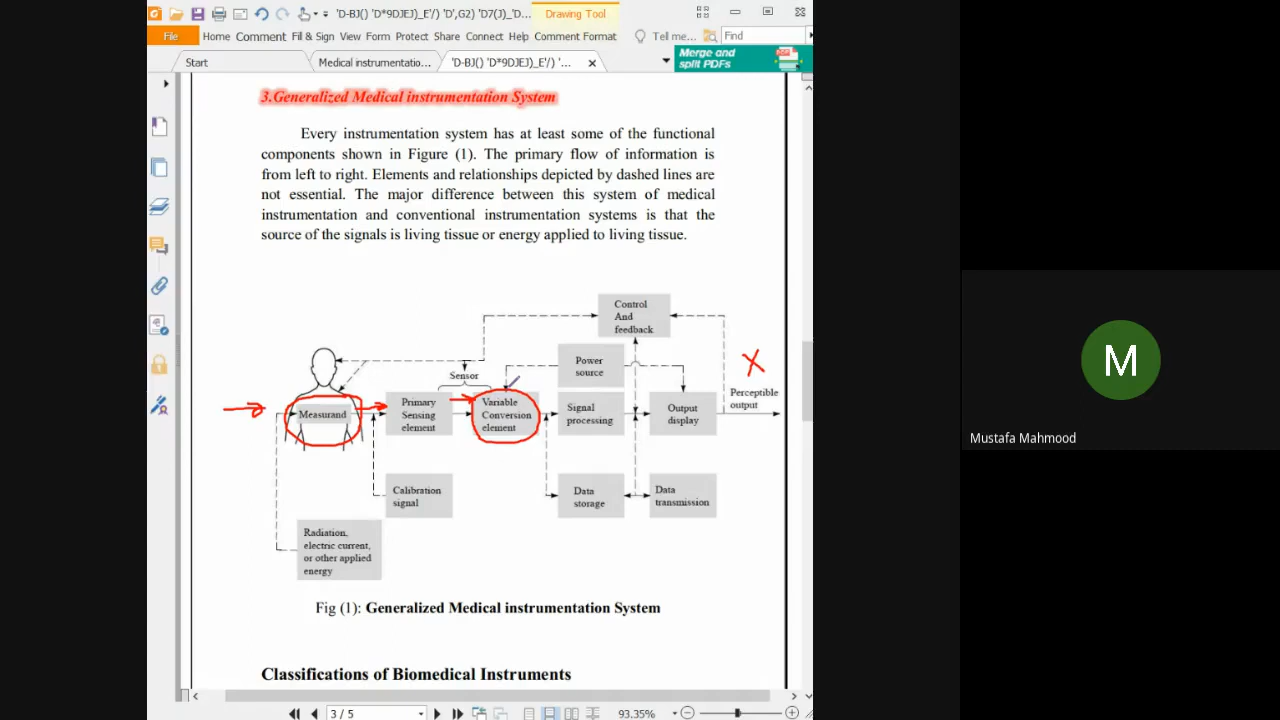 'D-BJ() 'D*9DJEJ)_E'/) 'D',G2) 'D7(J)_'D...
Drawing Tool
File Home Comment Fill & Sign View Form Protect Share Connect Help Comment Format Tell me... Find
Start Medical instrumentatio... 'D-BJ() 'D*9DJEJ)_E'/) '...
Merge and
split PDFs
3.Generalized Medical instrumentation System
Every instrumentation system has at least some of the functional
components shown in Figure (1). The primary flow of information is
from left to right. Elements and relationships depicted by dashed lines are
not essential. The major difference between this system of medical
instrumentation and conventional instrumentation systems is that the
source of the signals is living tissue or energy applied to living tissue.
Control
And
feedback
Power
source
Sensor
Measurand
Primary
Sensing
element
Variable
Conversion
element
Signal
processing
Output
display
Perceptible
output
X
Calibration
signal
Data
storage
Data
transmission
Radiation,
electric current,
or other applied
energy
Fig (1): Generalized Medical instrumentation System
Classifications of Biomedical Instruments
3 / 5
93.35%
M
Mustafa Mahmood